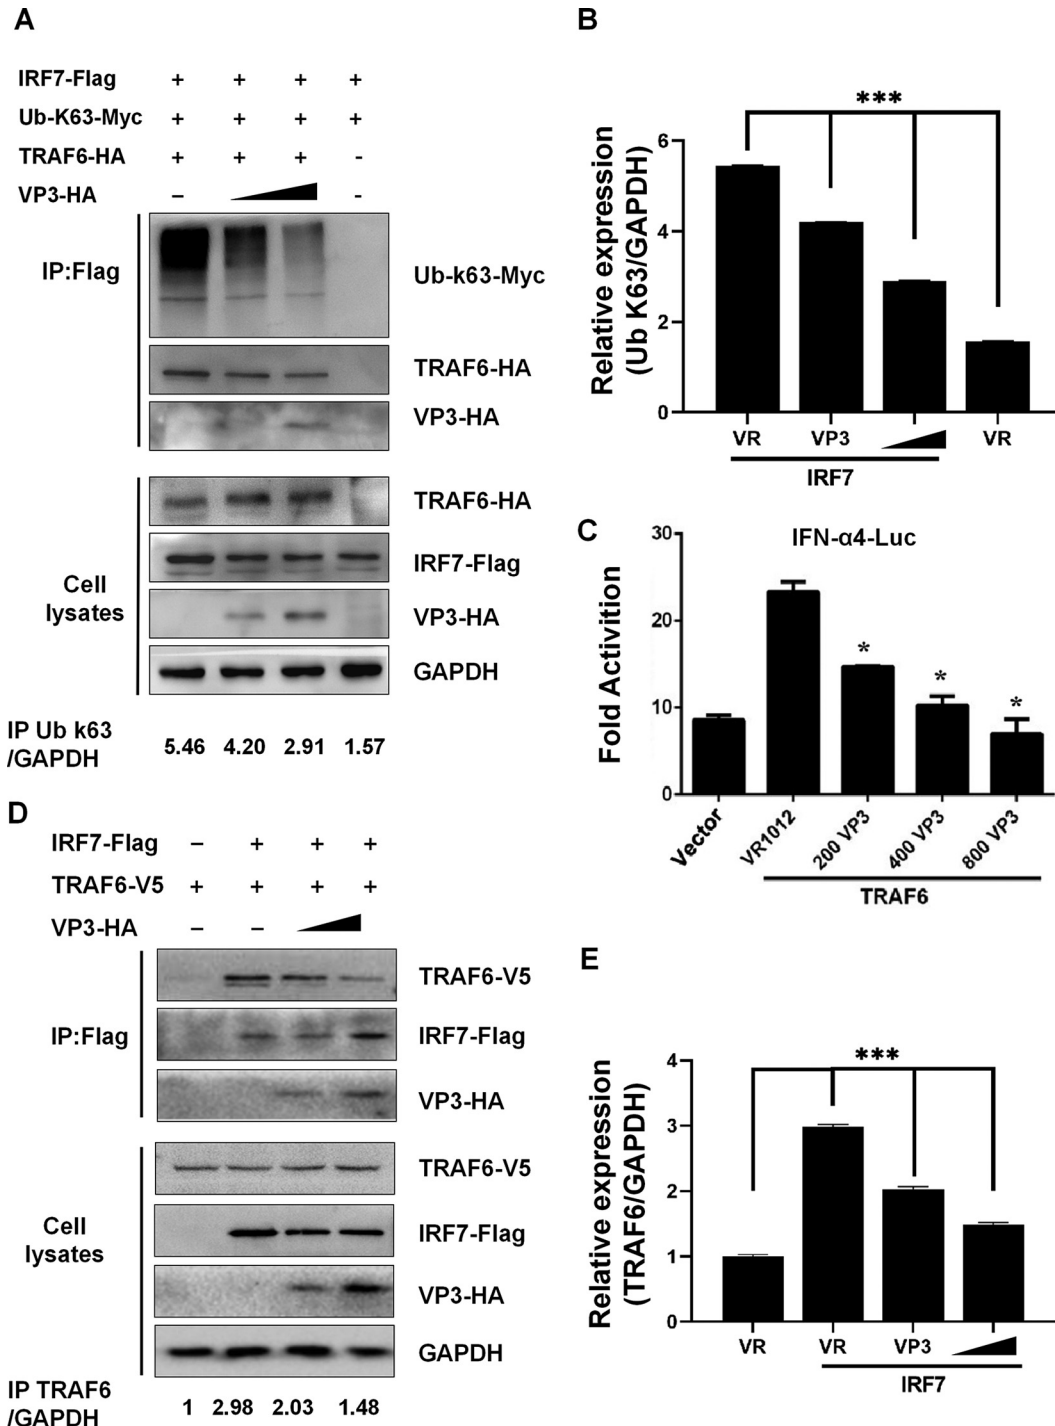 A
IRF7-Flag + + + +
Ub-K63-Myc + + + +
TRAF6-HA + + + -
VP3-HA – -
IP:Flag
Ub-k63-Myc
TRAF6-HA
VP3-HA
Cell
lysates
TRAF6-HA
IRF7-Flag
VP3-HA
GAPDH
IP Ub k63
/GAPDH
5.46 4.20 2.91 1.57
B
***
Relative expression
(Ub K63/GAPDH)
6
4
2
0
VR VP3 VR
IRF7
C
IFN-α4-Luc
Fold Activition
30
20
10
0
* * *
Vector VR1012 200 VP3 400 VP3 800 VP3
TRAF6
D
IRF7-Flag – + + +
TRAF6-V5 + + + +
VP3-HA – –
IP:Flag
TRAF6-V5
IRF7-Flag
VP3-HA
Cell
lysates
TRAF6-V5
IRF7-Flag
VP3-HA
GAPDH
IP TRAF6
/GAPDH
1 2.98 2.03 1.48
E
***
Relative expression
(TRAF6/GAPDH)
4
3
2
1
0
VR VR VP3
IRF7